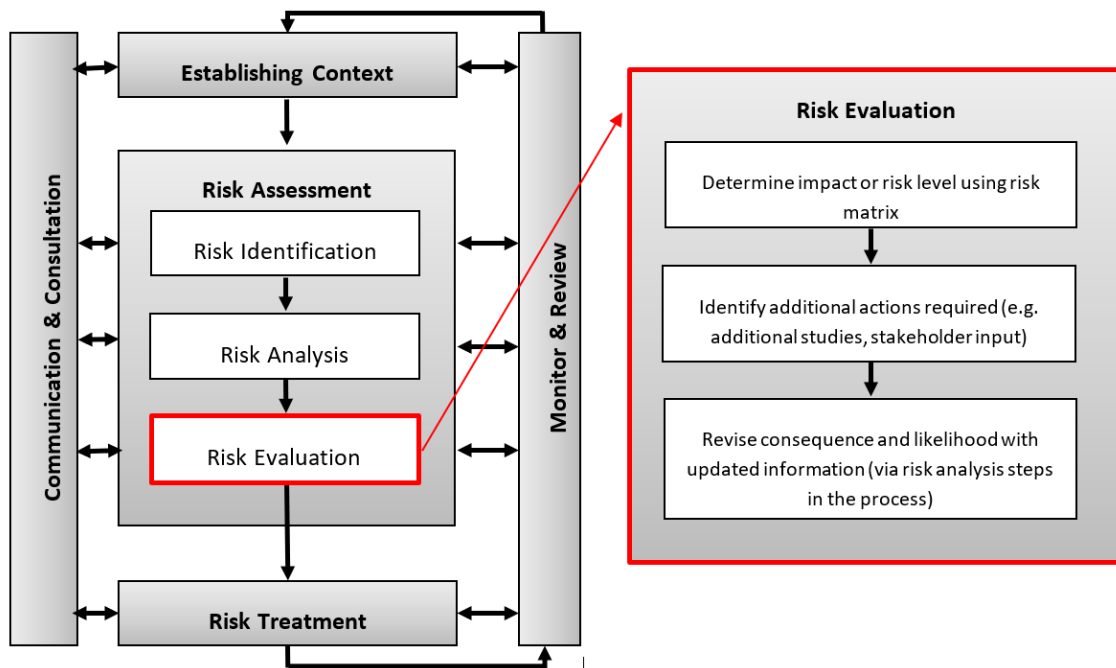 Communication & Consultation
Establishing Context
Risk Assessment
Risk Identification
Risk Analysis
Risk Evaluation
Risk Treatment
Monitor & Review
Risk Evaluation
Determine impact or risk level using risk
matrix
Identify additional actions required (e.g.
additional studies, stakeholder input)
Revise consequence and likelihood with
updated information (via risk analysis steps
in the process)